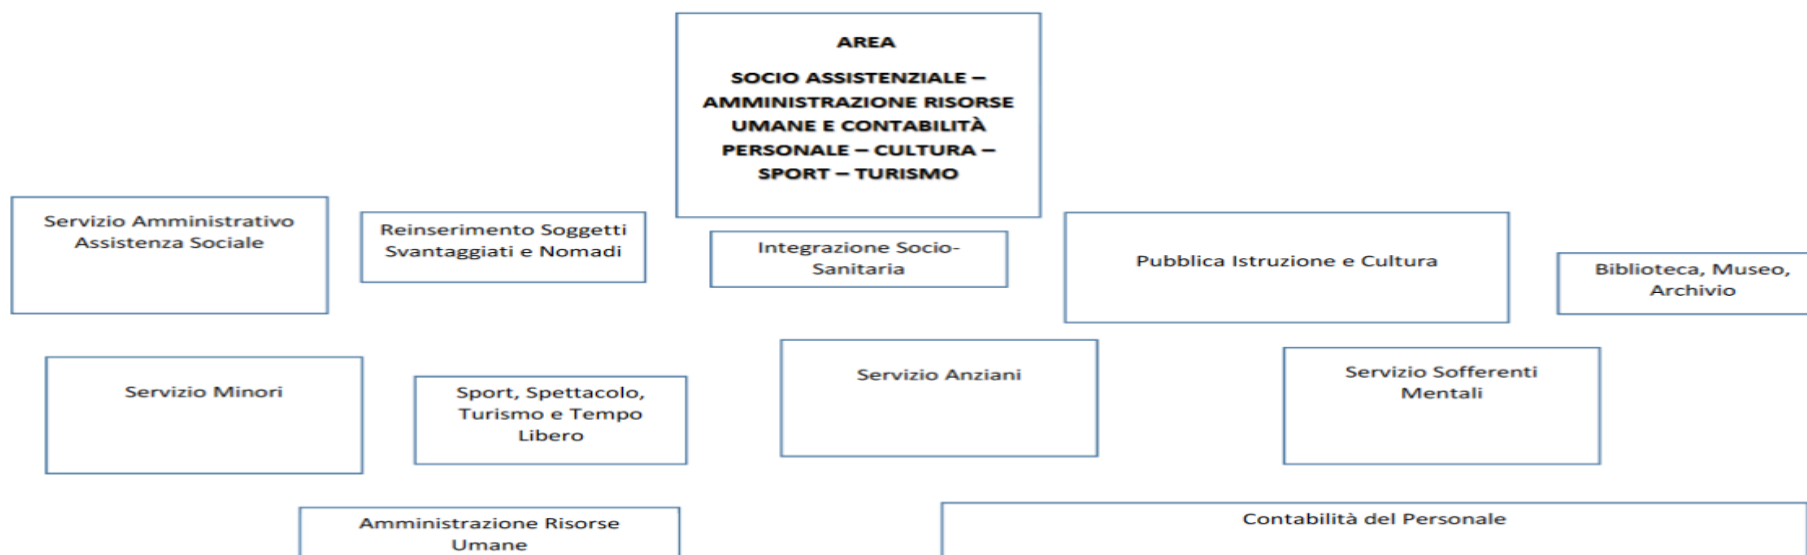 AREA
SOCIO ASSISTENZIALE –
AMMINISTRAZIONE RISORSE
UMANE E CONTABILITÀ
PERSONALE – CULTURA –
SPORT – TURISMO
Servizio Amministrativo
Assistenza Sociale
Reinserimento Soggetti
Svantaggiati e Nomadi
Integrazione Socio-
Sanitaria
Pubblica Istruzione e Cultura
Biblioteca, Museo,
Archivio
Servizio Minori
Sport, Spettacolo,
Turismo e Tempo
Libero
Servizio Anziani
Servizio Sofferenti
Mentali
Amministrazione Risorse
Umane
Contabilità del Personale